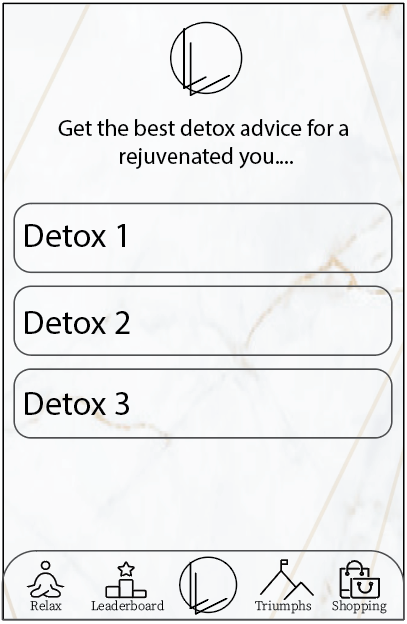 Get the best detox advice for a
rejuvenated you....
Detox 1
Detox 2
Detox 3
Relax
Leaderboard
Triumphs
Shopping